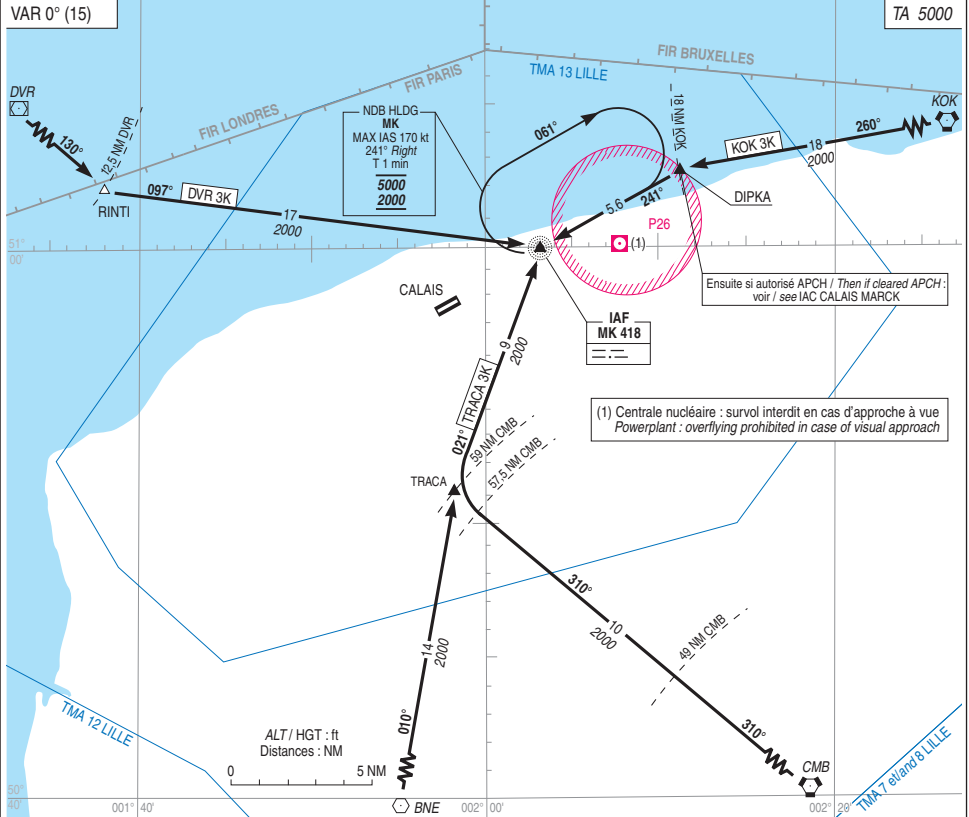 VAR 0° (15)
TA 5000
FIR BRUXELLES
TMA 13 LILLE
FIR PARIS
FIR LONDRES
DVR
130°
12,5 NM DVR
RINTI
097°
DVR 3K
17
2000
NDB HLDG
MK
MAX IAS 170 kt
241° Right
T 1 min
5000
2000
061°
18 NM KOK
KOK
260°
KOK 3K
18
2000
DIPKA
241°
5.6
P26
(1)
51°
00'
Ensuite si autorisé APCH / Then if cleared APCH :
voir / see IAC CALAIS MARCK
CALAIS
IAF
MK 418
9
2000
TRACA 3K
021°
(1) Centrale nucléaire : survol interdit en cas d'approche à vue
Powerplant : overflying prohibited in case of visual approach
59 NM CMB
57,5 NM CMB
TRACA
310°
10
2000
49 NM CMB
310°
CMB
14
2000
010°
BNE
TMA 12 LILLE
TMA 7 et/and 8 LILLE
ALT / HGT : ft
Distances : NM
0
5 NM
50°
40'
001° 40'
002° 00'
002° 20'